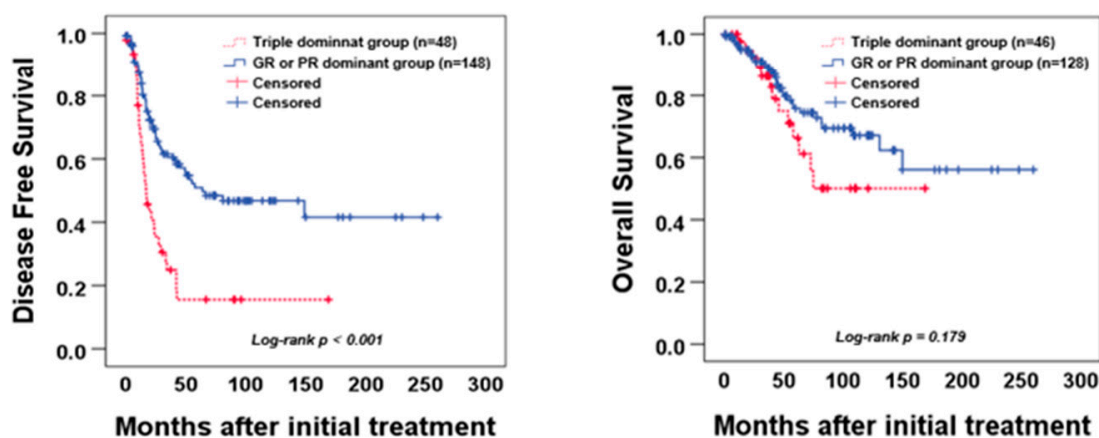 Disease Free Survival
1.0
0.8
0.6
0.4
0.2
0.0
Triple dominnat group (n=48)
GR or PR dominant group (n=148)
Censored
Censored
Log-rank p < 0.001
0 50 100 150 200 250 300
Months after initial treatment
Overall Survival
1.0
0.8
0.6
0.4
0.2
0.0
Triple dominant group (n=46)
GR or PR dominant group (n=128)
Censored
Censored
Log-rank p = 0.179
0 50 100 150 200 250 300
Months after initial treatment